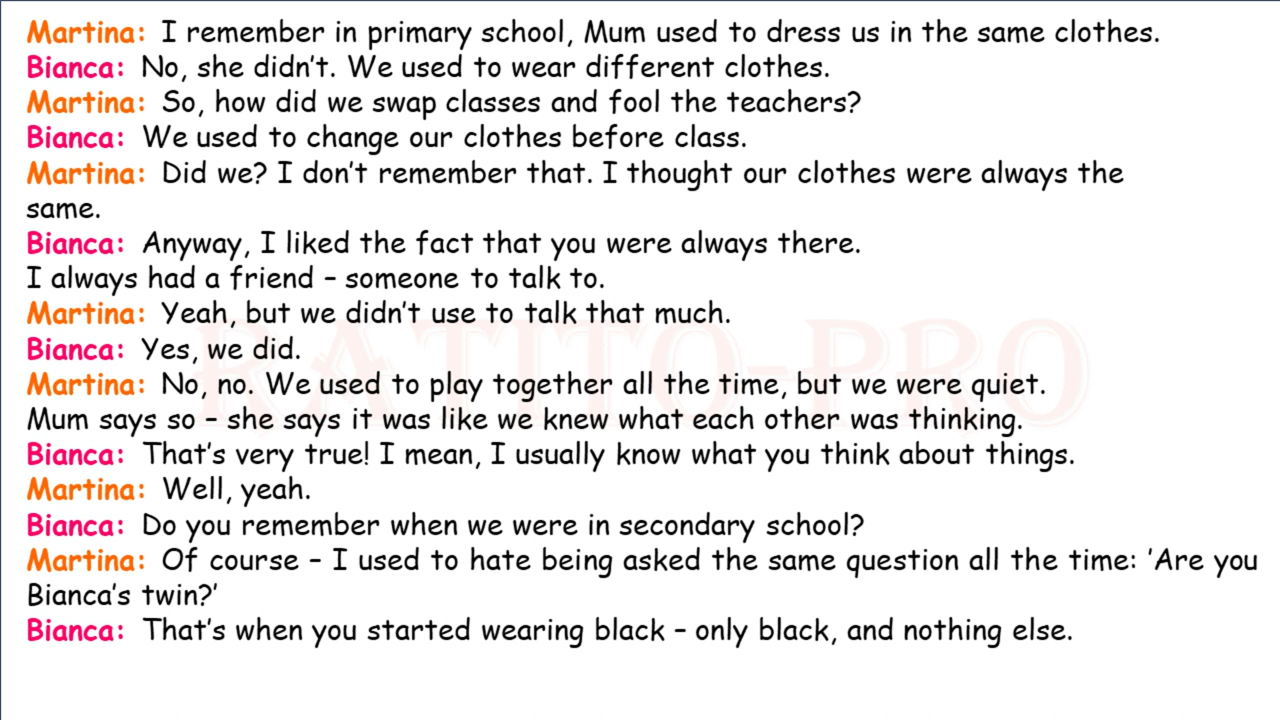 Martina: I remember in primary school, Mum used to dress us in the same clothes.
Bianca: No, she didn't. We used to wear different clothes.
Martina: So, how did we swap classes and fool the teachers?
Bianca: We used to change our clothes before class.
Martina: Did we? I don't remember that. I thought our clothes were always the
same.
Bianca: Anyway, I liked the fact that you were always there.
I always had a friend – someone to talk to.
Martina: Yeah, but we didn't use to talk that much.
RATITO-PRO
Bianca: Yes, we did.
Martina: No, no. We used to play together all the time, but we were quiet.
Mum says so – she says it was like we knew what each other was thinking.
Bianca: That's very true! I mean, I usually know what you think about things.
Martina: Well, yeah.
Bianca: Do you remember when we were in secondary school?
Martina: Of course – I used to hate being asked the same question all the time: 'Are you
Bianca's twin?'
Bianca: That's when you started wearing black – only black, and nothing else.